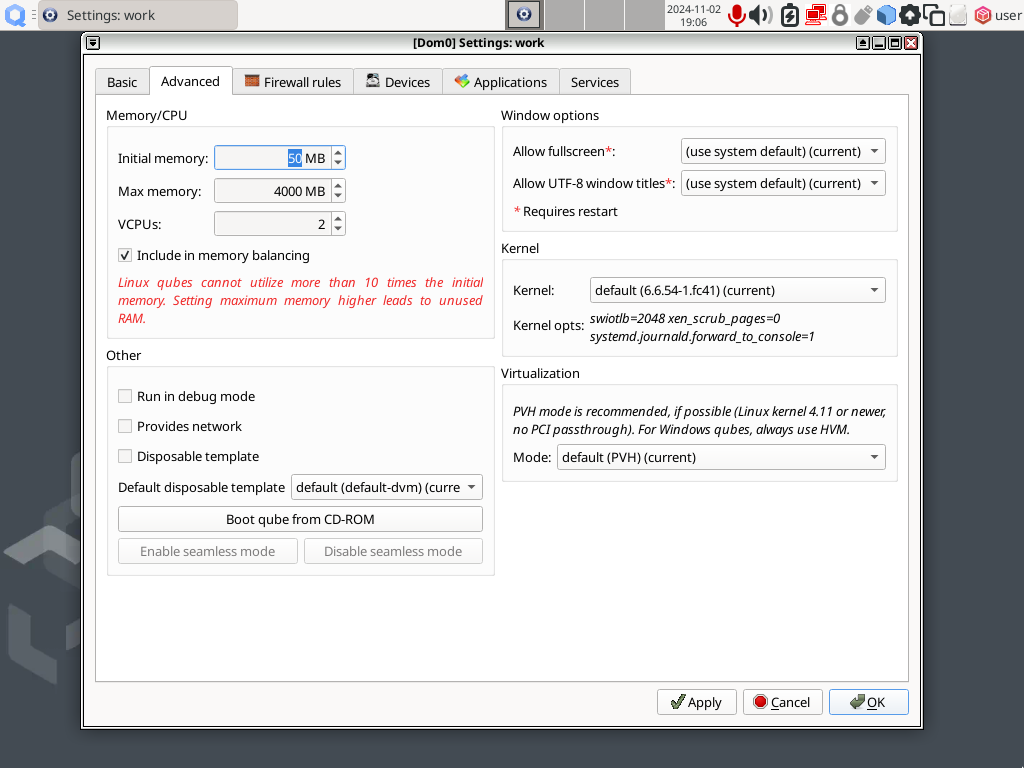 Settings: work
2024-11-02
19:06
user
[Dom0] Settings: work
Basic
Advanced
Firewall rules
Devices
Applications
Services
Memory/CPU
Initial memory:
50 MB
Max memory:
4000 MB
VCPUs:
2
Include in memory balancing
Linux qubes cannot utilize more than 10 times the initial
memory. Setting maximum memory higher leads to unused
RAM.
Other
Run in debug mode
Provides network
Disposable template
Default disposable template
default (default-dvm) (curre
Boot qube from CD-ROM
Enable seamless mode
Disable seamless mode
Window options
Allow fullscreen*:
(use system default) (current)
Allow UTF-8 window titles*:
(use system default) (current)
* Requires restart
Kernel
Kernel:
default (6.6.54-1.fc41) (current)
Kernel opts:
swiotlb=2048 xen_scrub_pages=0
systemd.journald.forward_to_console=1
Virtualization
PVH mode is recommended, if possible (Linux kernel 4.11 or newer,
no PCI passthrough). For Windows qubes, always use HVM.
Mode:
default (PVH) (current)
Apply
Cancel
OK